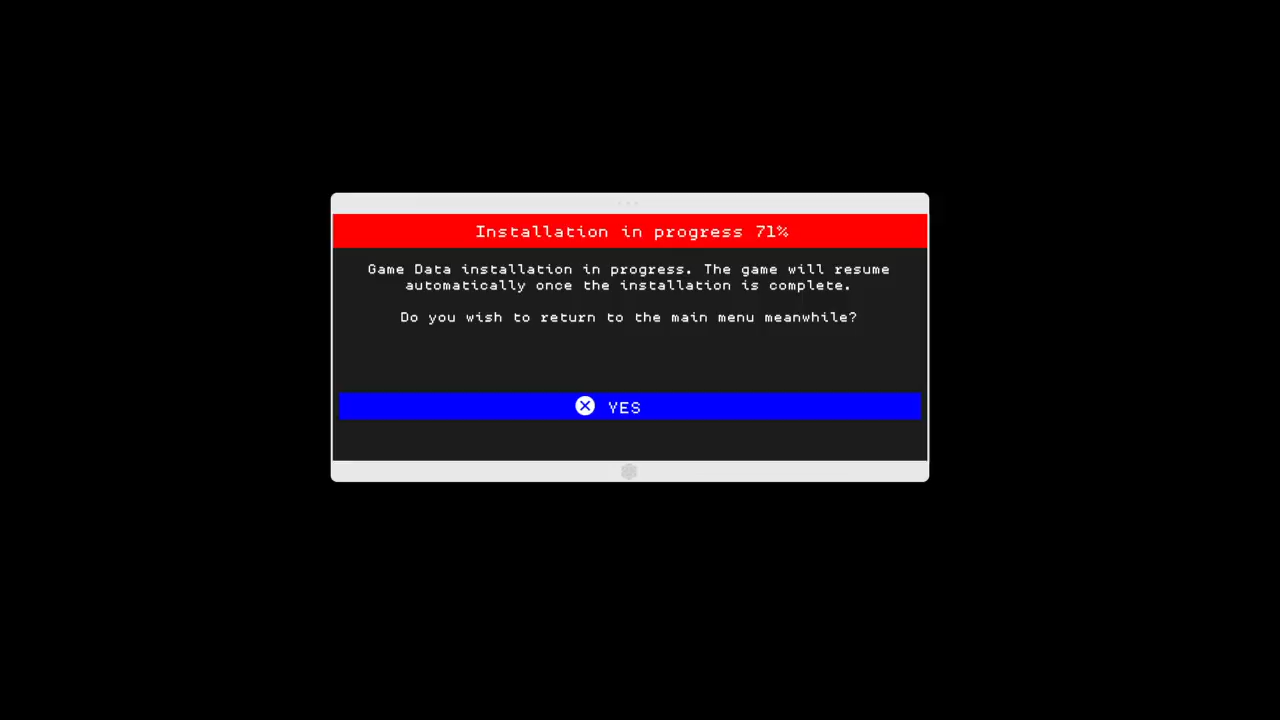 Installation in progress 71%
Game Data installation in progress. The game will resume
automatically once the installation is complete.
Do you wish to return to the main menu meanwhile?
YES